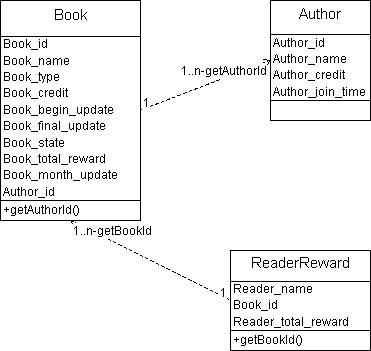 Book
Book_id
Book_name
Book_type
Book_credit
Book_begin_update
Book_final_update
Book_state
Book_total_reward
Book_month_update
Author_id
+getAuthorId()
Author
Author_id
Author_name
Author_credit
Author_join_time
1..n-getAuthorId
1
1..n-getBookId
1
ReaderReward
Reader_name
Book_id
Reader_total_reward
+getBookId()